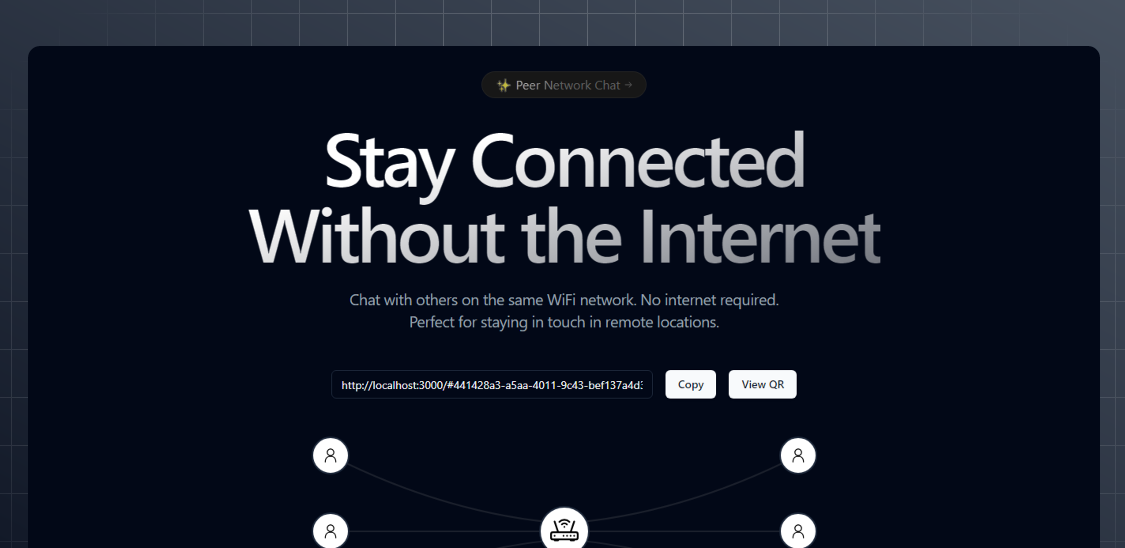 ✨ Peer Network Chat →
Stay Connected
Without the Internet
Chat with others on the same WiFi network. No internet required.
Perfect for staying in touch in remote locations.
http://localhost:3000/#441428a3-a5aa-4011-9c43-bef137a4d3 Copy View QR